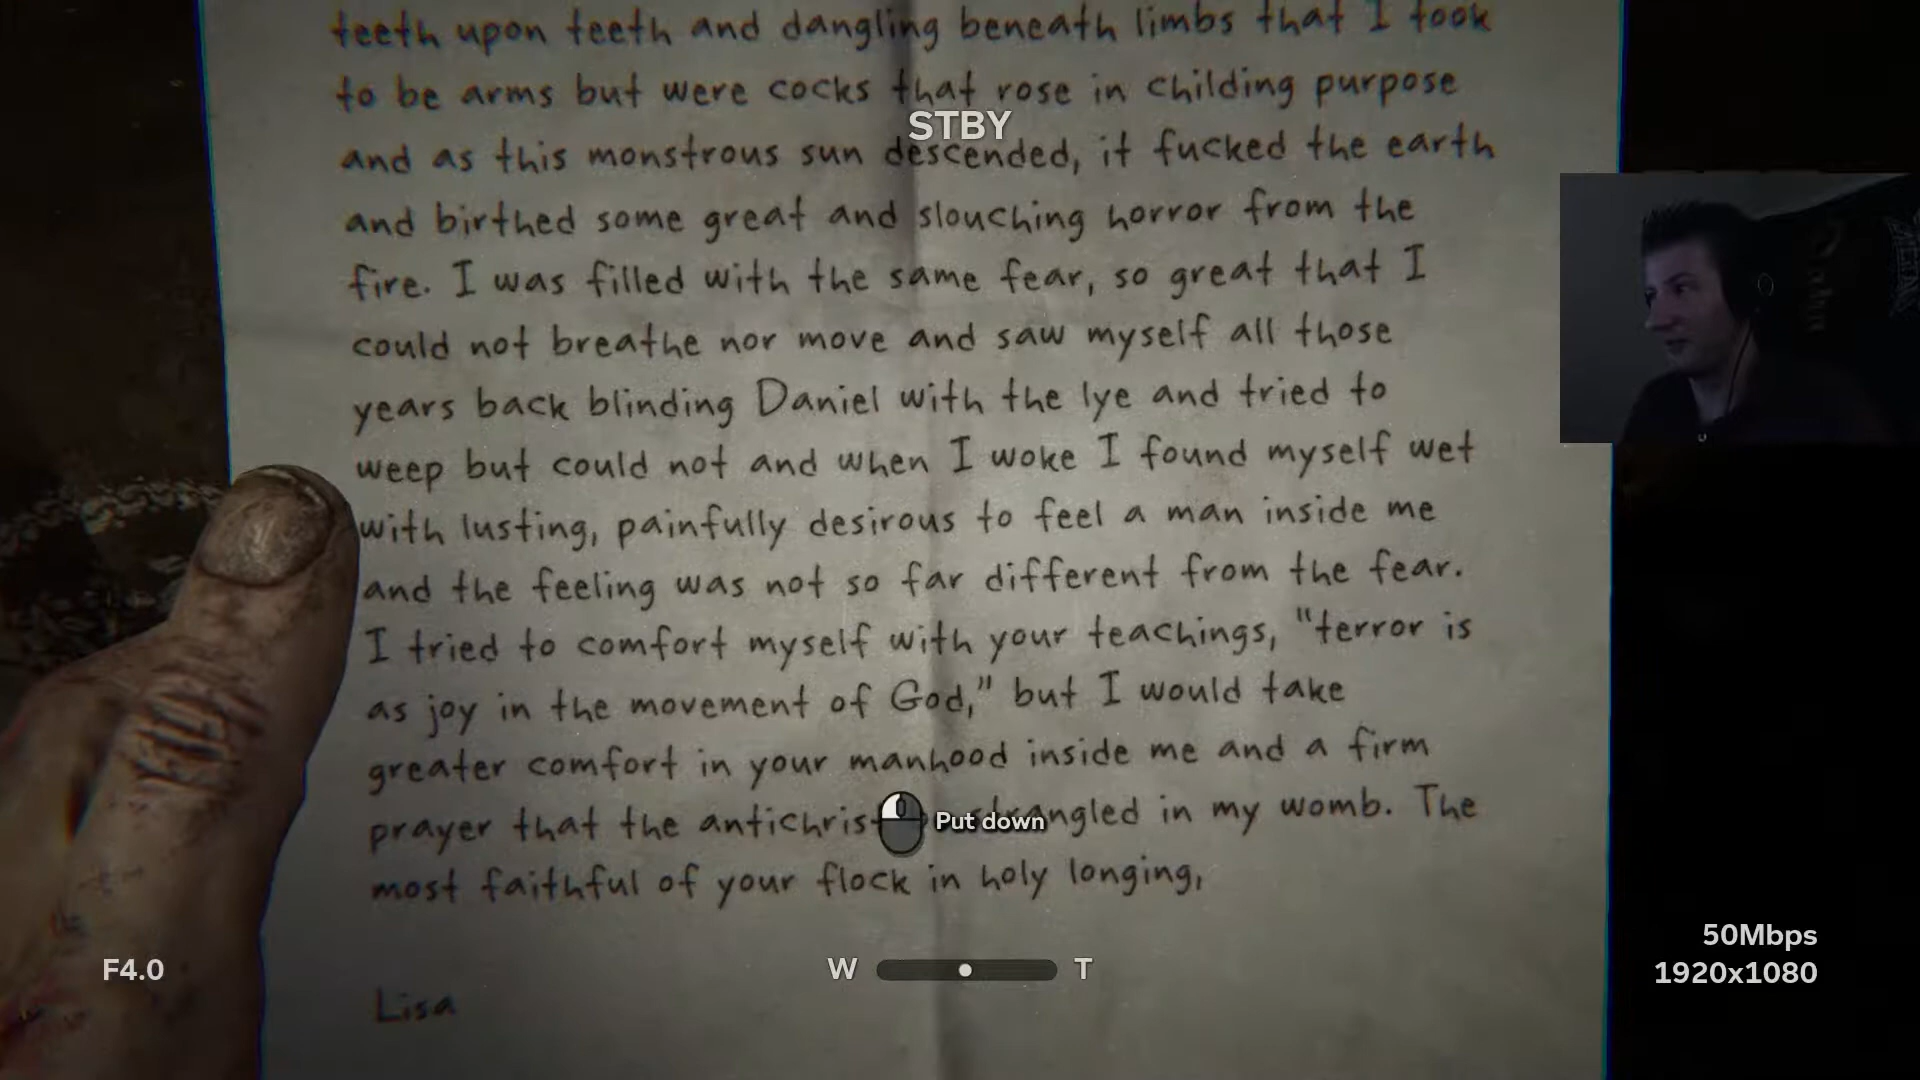 teeth upon teeth and dangling beneath limbs that I took
to be arms but were cocks that rose in childing purpose
STBY
and as this monstrous sun descended, it fucked the earth
and birthed some great and slouching horror from the
fire. I was filled with the same fear, so great that I
could not breathe nor move and saw myself all those
years back blinding Daniel with the lye and tried to
weep but could not and when I woke I found myself wet
with lusting, painfully desirous to feel a man inside me
and the feeling was not so far different from the fear.
I tried to comfort myself with your teachings, "terror is
as joy in the movement of God," but I would take
greater comfort in your manhood inside me and a firm
prayer that the antichrist strangled in my womb. The
Put down
most faithful of your flock in holy longing,
Lisa
F4.0
W T
50Mbps
1920x1080